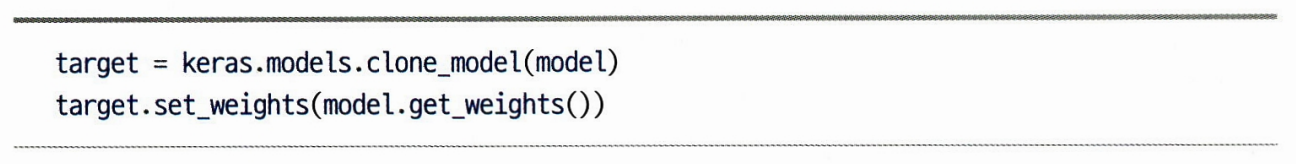 target = keras.models.clone_model(model)
target.set_weights(model.get_weights())